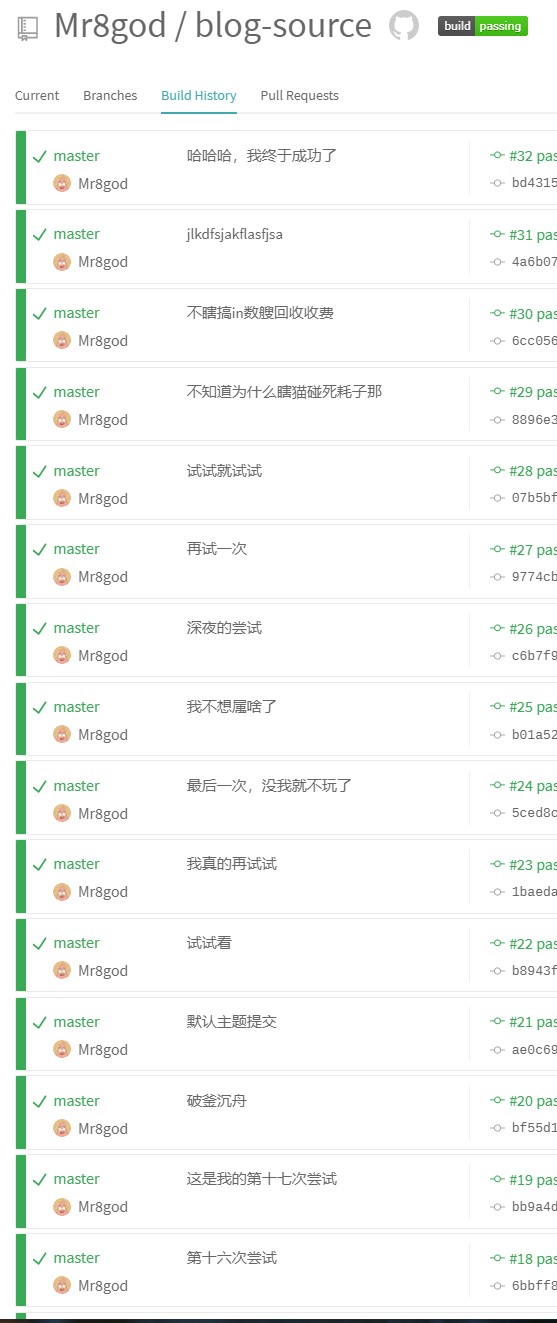 Mr8god / blog-source
build passing
Current Branches Build History Pull Requests
master 哈哈哈，我终于成功了 #32 pas
Mr8god bd4315
master jlkdfsjakflasfjsa #31 pas
Mr8god 4a6b07
master 不瞎搞in数艘回收收费 #30 pas
Mr8god 6cc056
master 不知道为什么瞎猫碰死耗子那 #29 pas
Mr8god 8896e3
master 试试就试试 #28 pas
Mr8god 07b5bf
master 再试一次 #27 pas
Mr8god 9774cb
master 深夜的尝试 #26 pas
Mr8god c6b7f9
master 我不想屋啥了 #25 pas
Mr8god b01a52
master 最后一次，没我就不玩了 #24 pas
Mr8god 5ced8c
master 我真的再试试 #23 pas
Mr8god 1baeda
master 试试看 #22 pas
Mr8god b8943f
master 默认主题提交 #21 pas
Mr8god ae0c69
master 破釜沉舟 #20 pas
Mr8god bf55d1
master 这是我的第十七次尝试 #19 pas
Mr8god bb9a4d
master 第十六次尝试 #18 pas
Mr8god 6bbff8